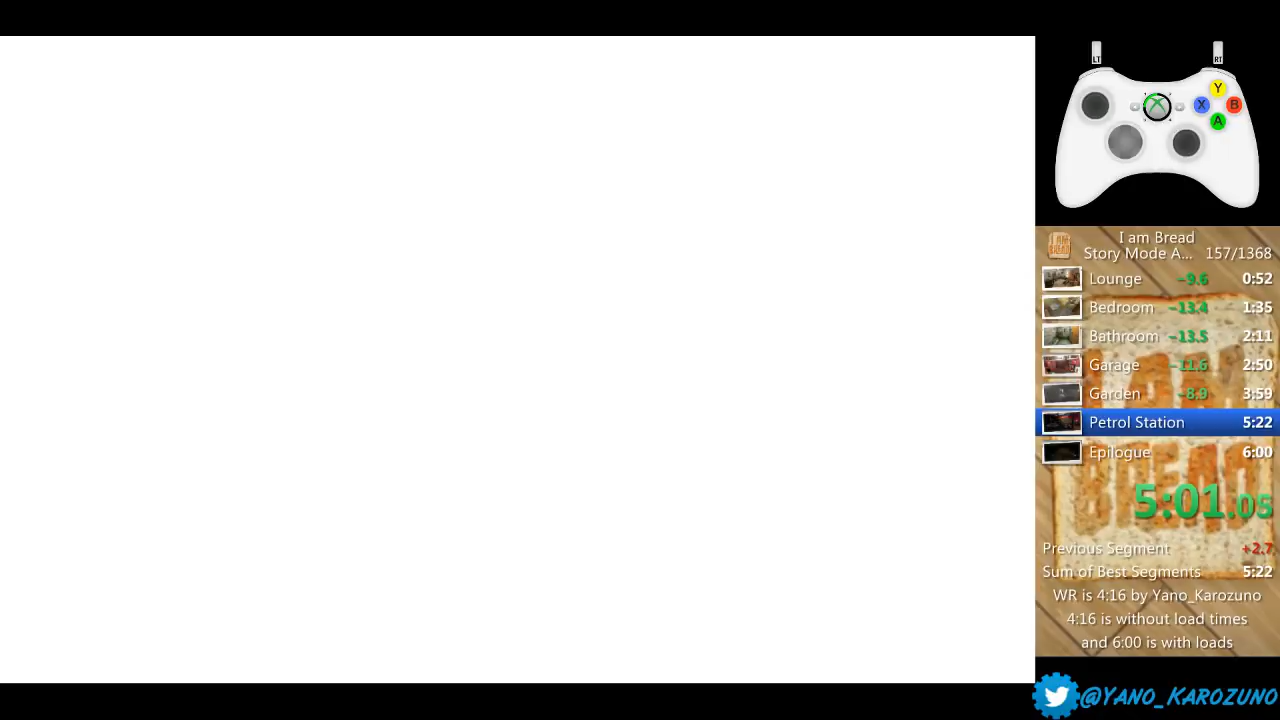 LT RT
Y
X B
A
I am Bread
Story Mode A... 157/1368
Lounge −9.6 0:52
Bedroom −13.4 1:35
Bathroom −13.5 2:11
Garage −11.6 2:50
Garden −8.9 3:59
Petrol Station 5:22
Epilogue 6:00
5:01.05
Previous Segment +2.7
Sum of Best Segments 5:22
WR is 4:16 by Yano_Karozuno
4:16 is without load times
and 6:00 is with loads
@YANO_KAROZUNO